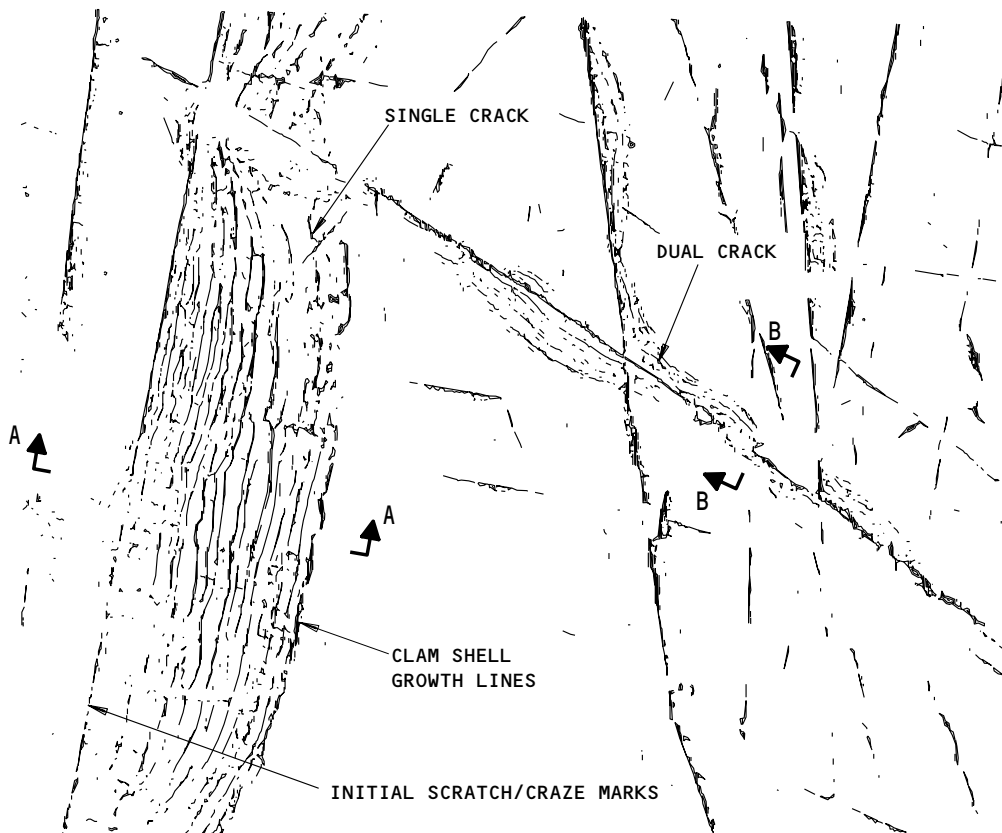 SINGLE CRACK
DUAL CRACK
B
A
B
A
CLAM SHELL
GROWTH LINES
INITIAL SCRATCH/CRAZE MARKS